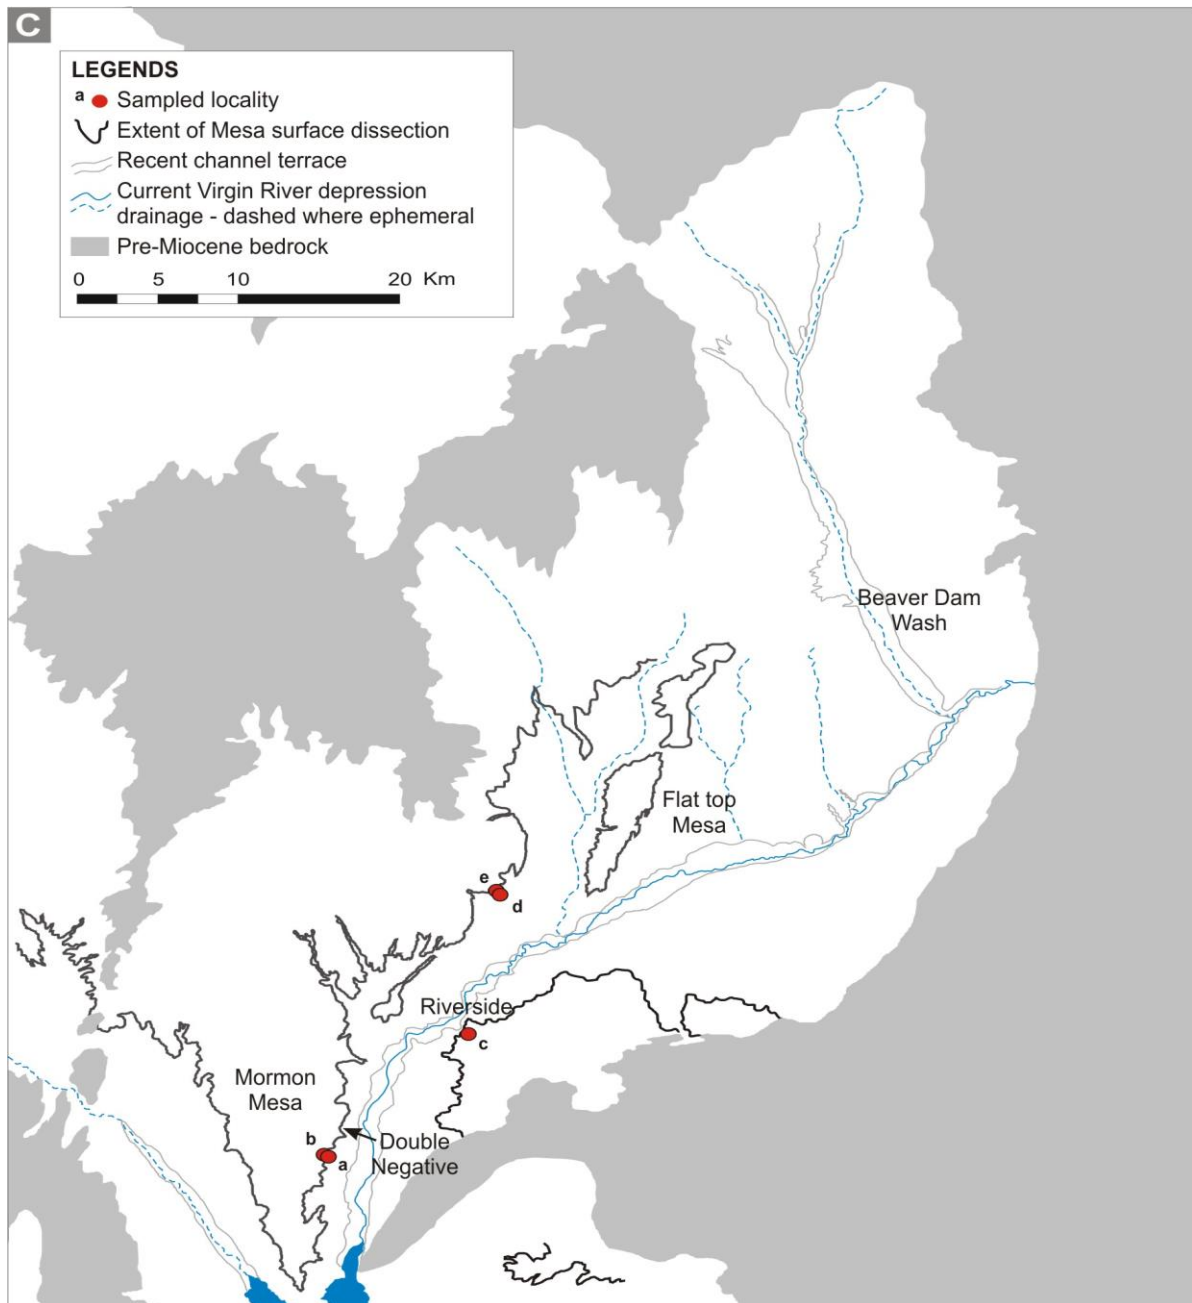 C
LEGENDS
a Sampled locality
Extent of Mesa surface dissection
Recent channel terrace
Current Virgin River depression
drainage - dashed where ephemeral
Pre-Miocene bedrock
0 5 10 20 Km
Beaver Dam
Wash
Flat top
Mesa
e
d
Riverside
c
Mormon
Mesa
b
a
Double
Negative